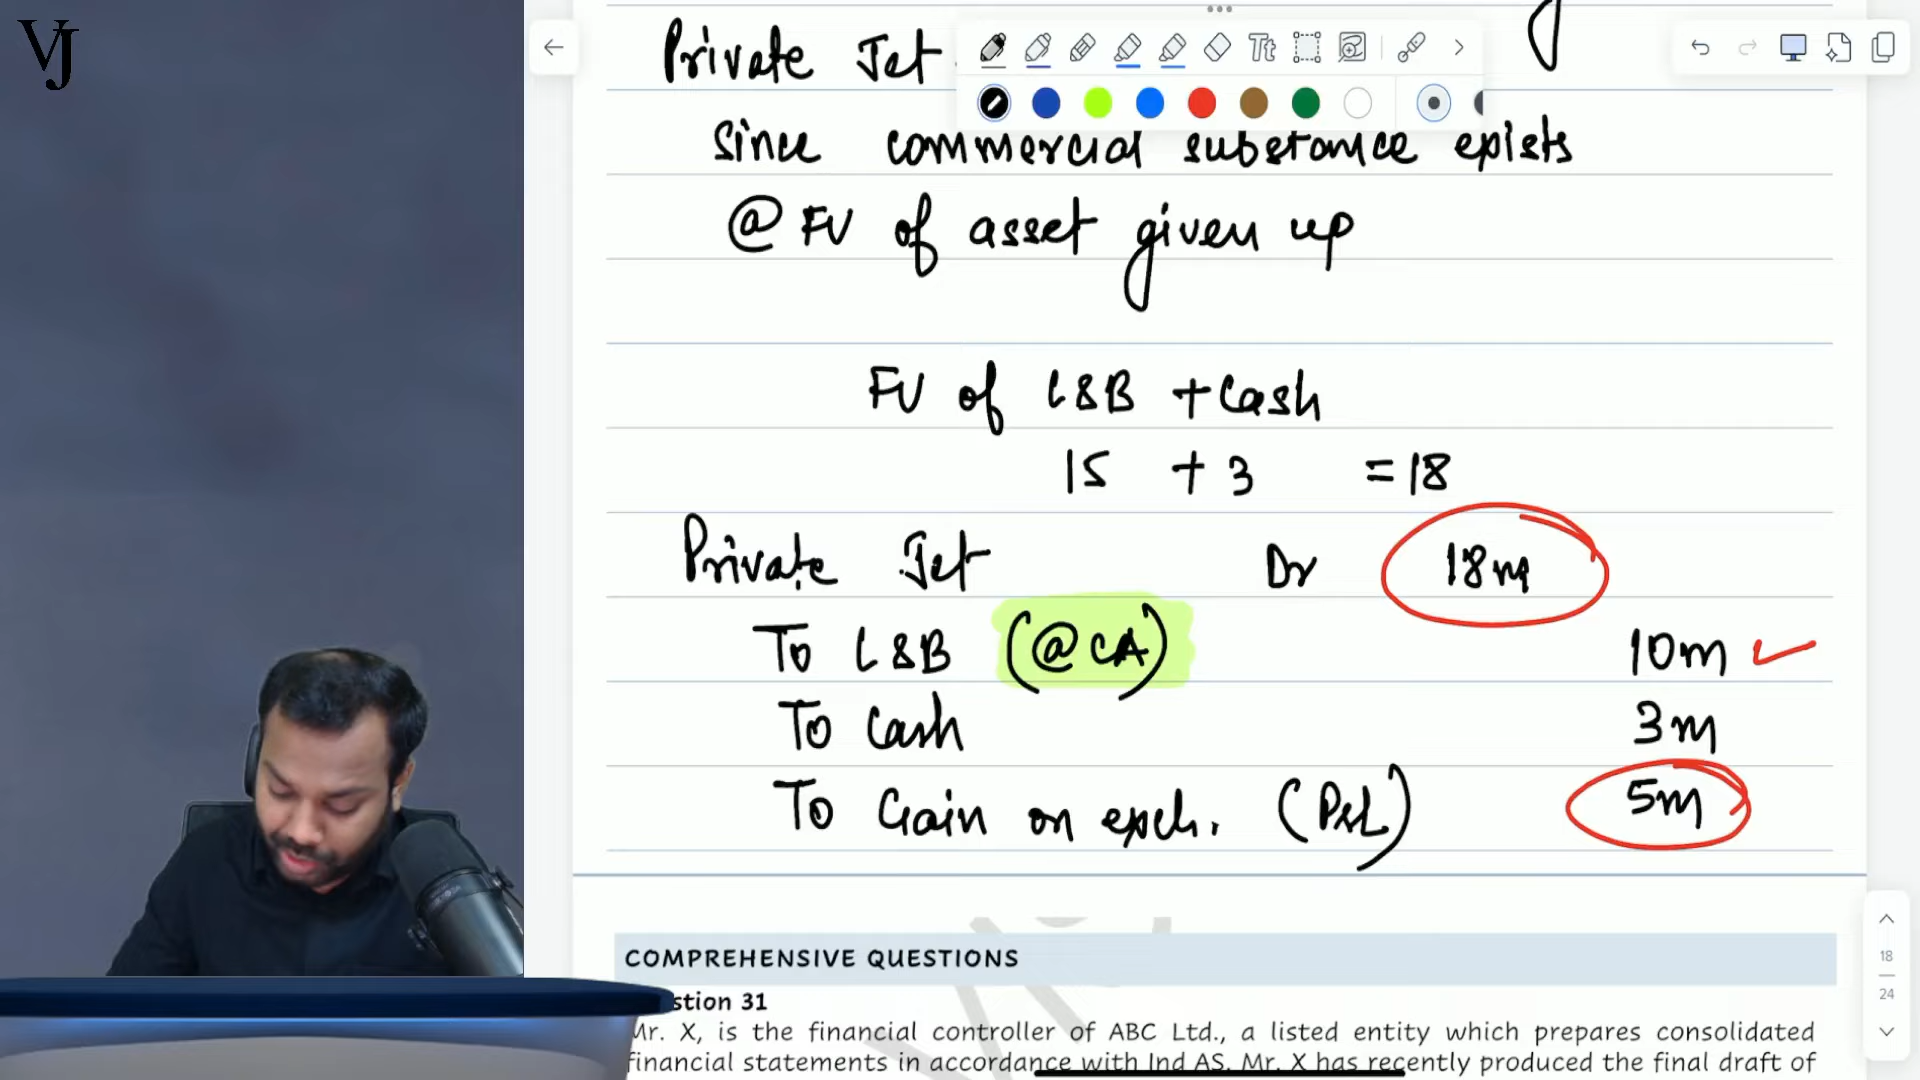 VJ
Private Jet
Since commercial substance exists
@ FV of asset given up
FV of L&B + Cash
15 + 3 = 18
Private Jet Dr 18m
To L&B (@ CA) 10m
To Cash 3m
To Gain on exch. (P&L) 5m
COMPREHENSIVE QUESTIONS
stion 31
Mr. X, is the financial controller of ABC Ltd., a listed entity which prepares consolidated
financial statements in accordance with Ind AS. Mr. X has recently produced the final draft of
18
24